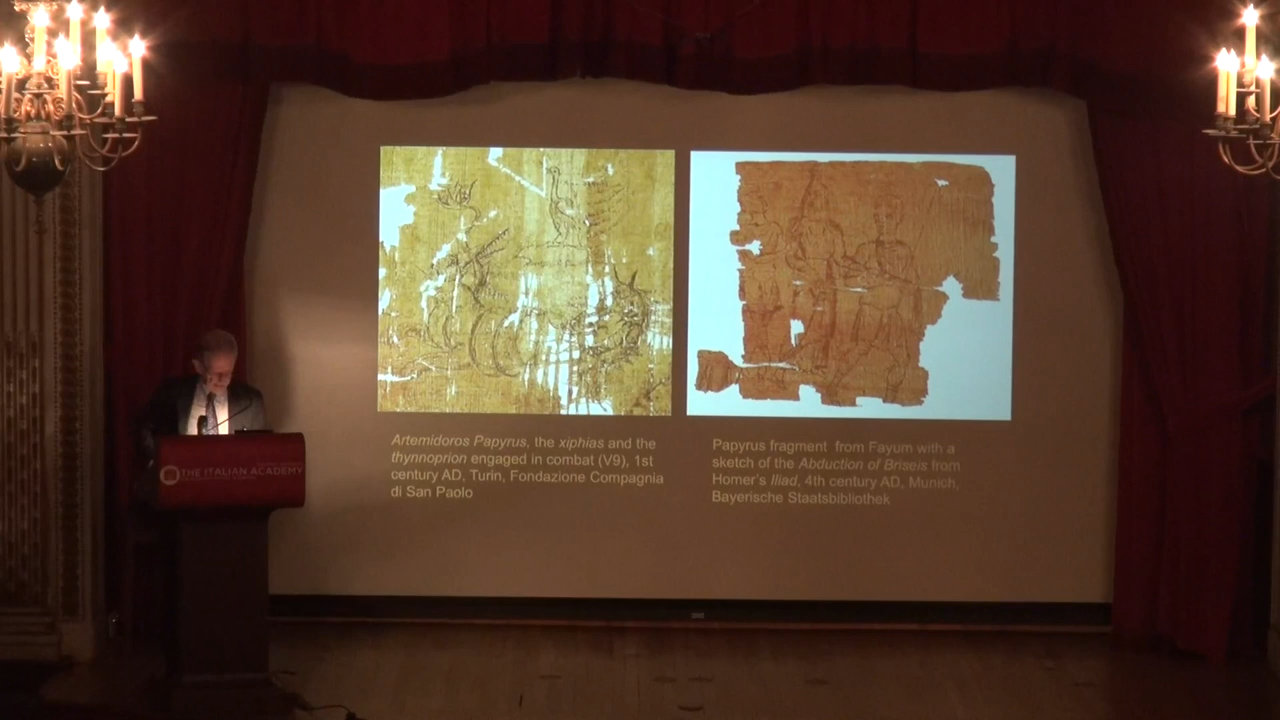 Artemidoros Papyrus, the xiphias and the
thynnoprion engaged in combat (V9), 1st
century AD, Turin, Fondazione Compagnia
di San Paolo
Papyrus fragment from Fayum with a
sketch of the Abduction of Briseis from
Homer's Iliad, 4th century AD, Munich,
Bayerische Staatsbibliothek
THE ITALIAN ACADEMY